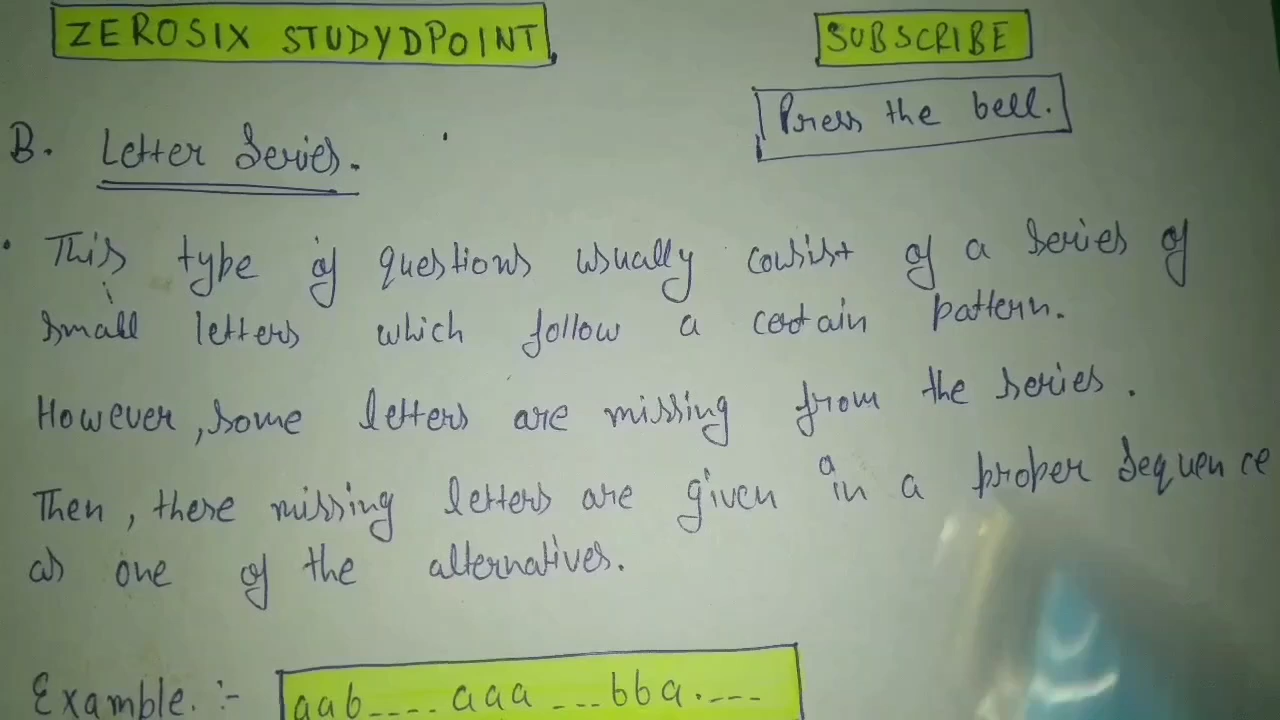 ZEROSIX STUDYDPOINT
SUBSCRIBE
Press the bell.
B. Letter Series.
• This type of questions usually cosist of a series of
small letters which follow a certain pattern.
However, some letters are missing from the series.
Then, these missing letters are given in a proper sequence
as one of the alternatives.
Examble :- aab.... aaa ...bba....